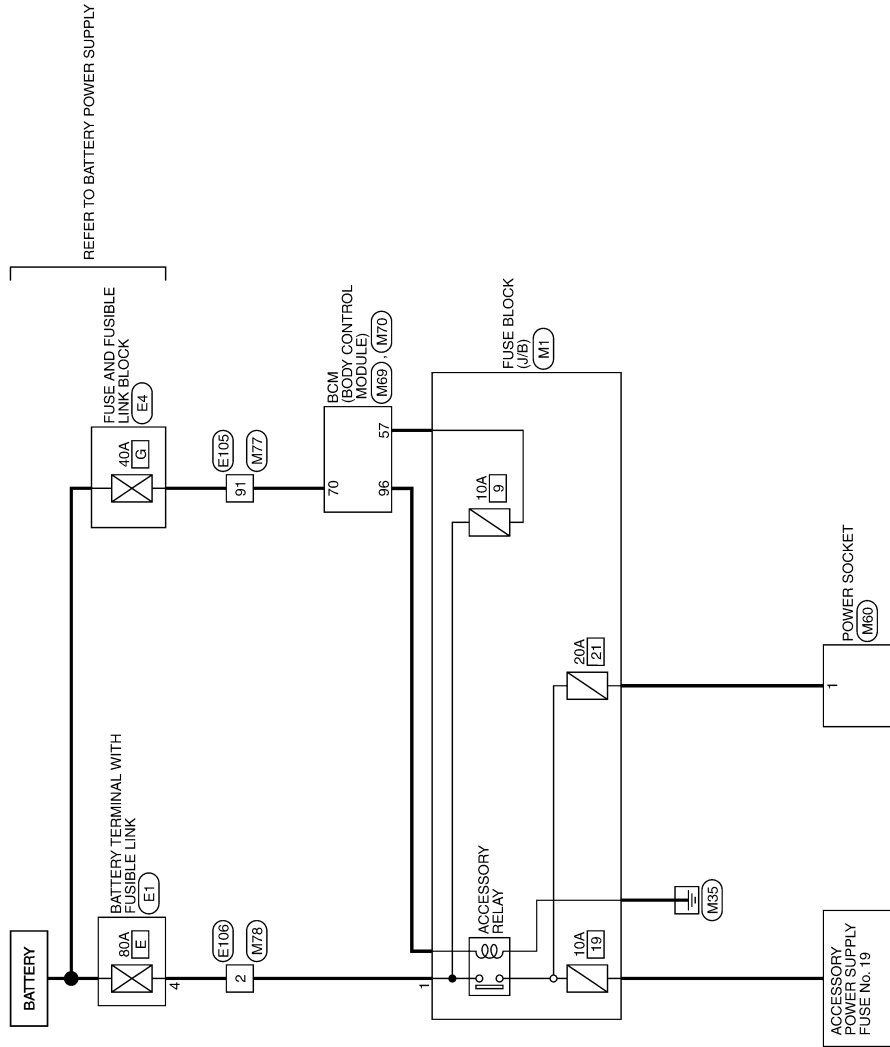 REFER TO BATTERY POWER SUPPLY
BATTERY
BATTERY TERMINAL WITH
FUSIBLE LINK
E1
80A
E
4
FUSE AND FUSIBLE
LINK BLOCK
E4
40A
G
E106
2
M78
E105
91
M77
BCM
(BODY CONTROL
MODULE)
M69 , M70
70
96
57
FUSE BLOCK
(J/B)
M1
1
ACCESSORY
RELAY
10A
9
10A
19
20A
21
M35
ACCESSORY
POWER SUPPLY
FUSE No. 19
POWER SOCKET
M60
1